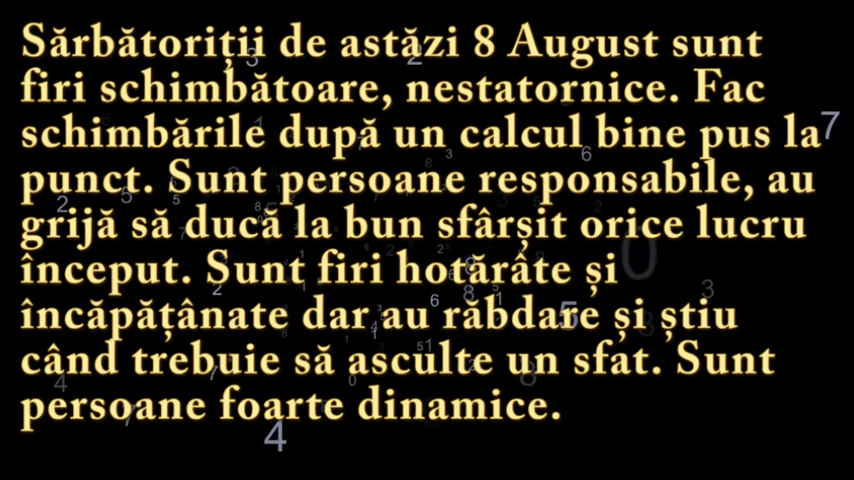 Sărbătoriții de astăzi 8 August sunt
firi schimbătoare, nestatornice. Fac
schimbările după un calcul bine pus la
punct. Sunt persoane responsabile, au
grijă să ducă la bun sfârșit orice lucru
început. Sunt firi hotărâte și
încăpățânate dar au răbdare și știu
când trebuie să asculte un sfat. Sunt
persoane foarte dinamice.